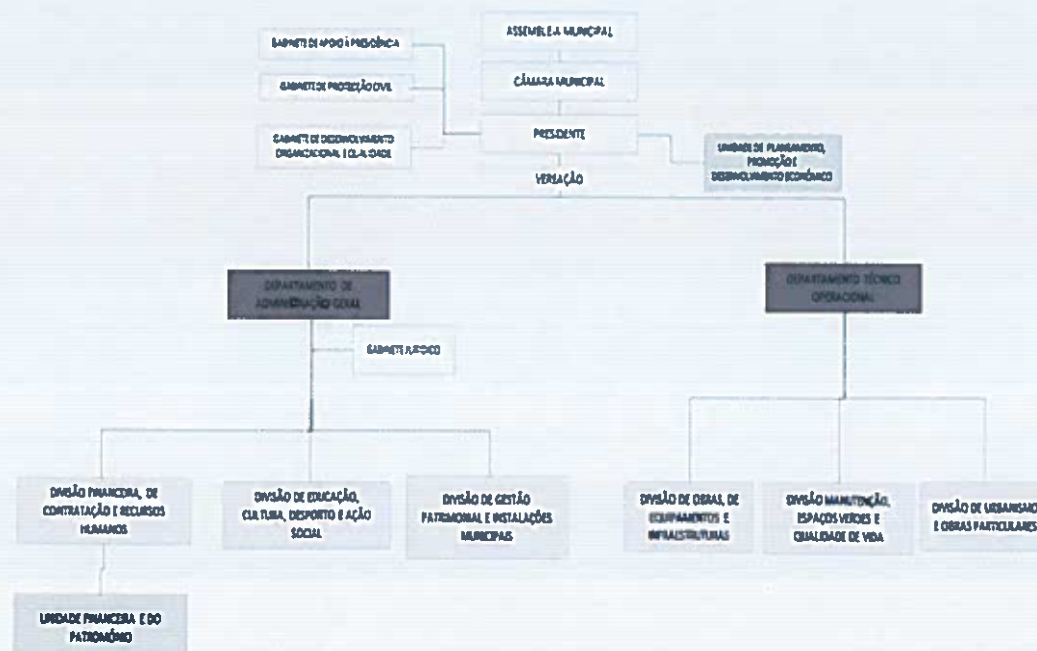 ASSEMBLEIA MUNICIPAL
GABINETE DE APOIO À PRESIDÊNCIA
CÂMARA MUNICIPAL
GABINETE DE PROTECÇÃO CIVIL
PRESIDENTE
GABINETE DE DESENVOLVIMENTO
ORGANIZACIONAL E QUALIDADE
UNIDADE DE PLANEAMENTO,
PROMOÇÃO E
DESENVOLVIMENTO ECONÓMICO
VEREAÇÃO
DEPARTAMENTO DE
ADMINISTRAÇÃO GERAL
DEPARTAMENTO TÉCNICO
OPERACIONAL
GABINETE JURÍDICO
DIVISÃO FINANCEIRA, DE
CONTRATAÇÃO E RECURSOS
HUMANOS
DIVISÃO DE EDUCAÇÃO,
CULTURA, DESPORTO E AÇÃO
SOCIAL
DIVISÃO DE GESTÃO
PATRIMONIAL E INSTALAÇÕES
MUNICIPAIS
DIVISÃO DE OBRAS, DE
EQUIPAMENTOS E
INFRAESTRUTURAS
DIVISÃO MANUTENÇÃO,
ESPAÇOS VERDES E
QUALIDADE DE VIDA
DIVISÃO DE URBANISMO
E OBRAS PARTICULARES
UNIDADE FINANCEIRA E DO
PATRIMÓNIO